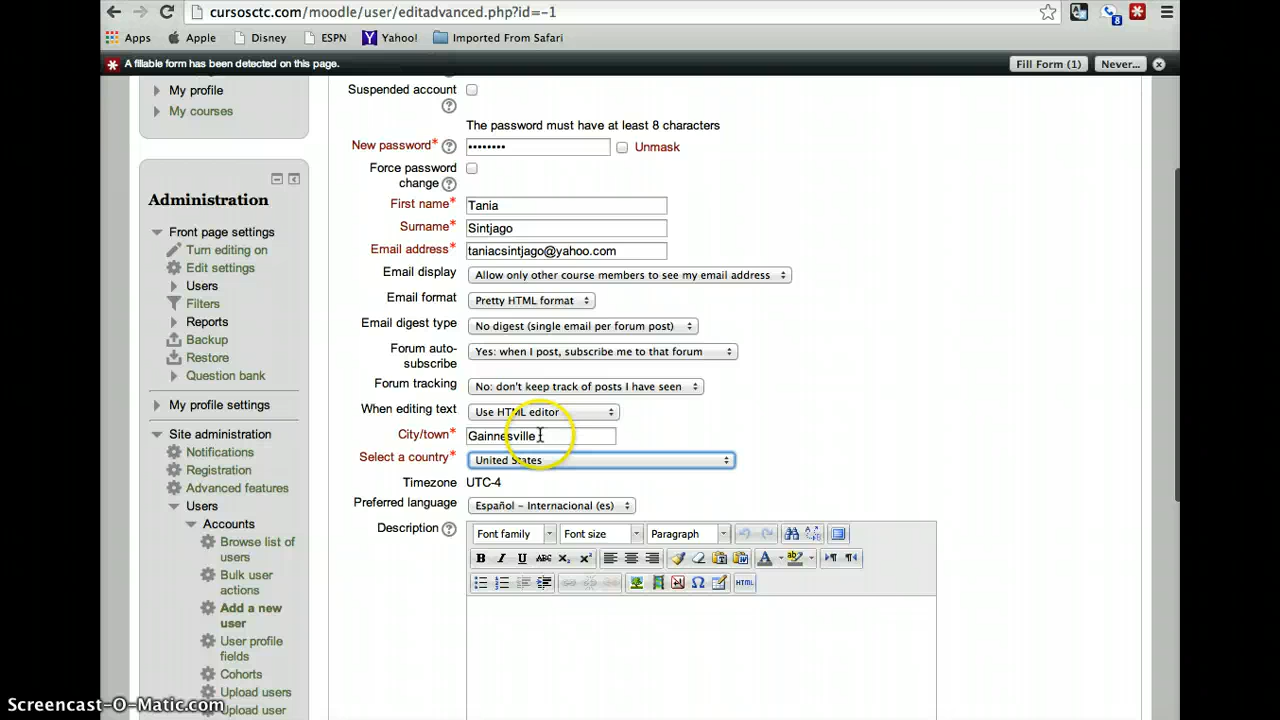 cursosctc.com/moodle/user/editadvanced.php?id=-1
8
Apps Apple Disney ESPN Yahoo! Imported From Safari
A fillable form has been detected on this page. Fill Form (1) Never...
My profile
My courses
Administration
Front page settings
Turn editing on
Edit settings
Users
Filters
Reports
Backup
Restore
Question bank
My profile settings
Site administration
Notifications
Registration
Advanced features
Users
Accounts
Browse list of
users
Bulk user
actions
Add a new
user
User profile
fields
Cohorts
Upload users
Upload user
Suspended account
The password must have at least 8 characters
New password* •••••••• Unmask
Force password
change
First name* Tania
Surname* Sintjago
Email address* taniacsintjago@yahoo.com
Email display Allow only other course members to see my email address
Email format Pretty HTML format
Email digest type No digest (single email per forum post)
Forum auto-
subscribe
Yes: when I post, subscribe me to that forum
Forum tracking No: don't keep track of posts I have seen
When editing text Use HTML editor
City/town* Gainnesville
Select a country* United States
Timezone UTC-4
Preferred language Español - Internacional (es)
Description Font family Font size Paragraph
B I U ABC X₂ X² A ab
Ω HTML
Screencast-O-Matic.com